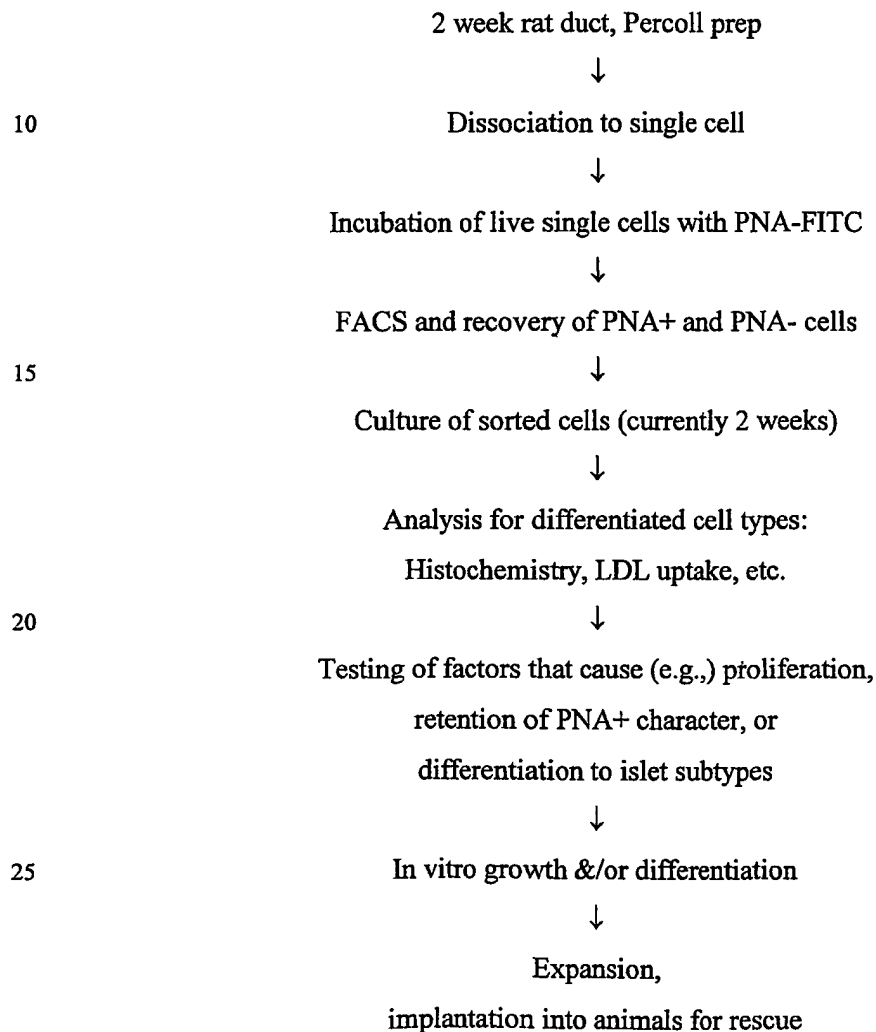 2 week rat duct, Percoll prep
↓
10 Dissociation to single cell
↓
Incubation of live single cells with PNA-FITC
↓
FACS and recovery of PNA+ and PNA- cells
15 ↓
Culture of sorted cells (currently 2 weeks)
↓
Analysis for differentiated cell types:
Histochemistry, LDL uptake, etc.
20 ↓
Testing of factors that cause (e.g.,) proliferation,
retention of PNA+ character, or
differentiation to islet subtypes
↓
25 In vitro growth &/or differentiation
↓
Expansion,
implantation into animals for rescue